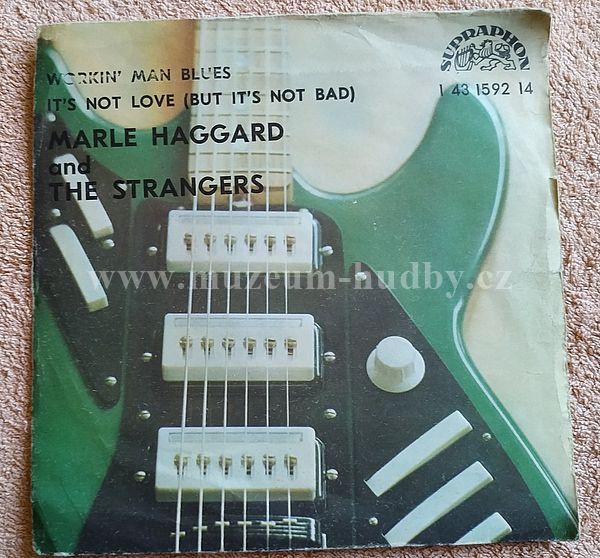 SUPRAPHON
1 43 1592 14
WORKIN' MAN BLUES
IT'S NOT LOVE (BUT IT'S NOT BAD)
MARLE HAGGARD
and
THE STRANGERS
www.muzeum-hudby.cz